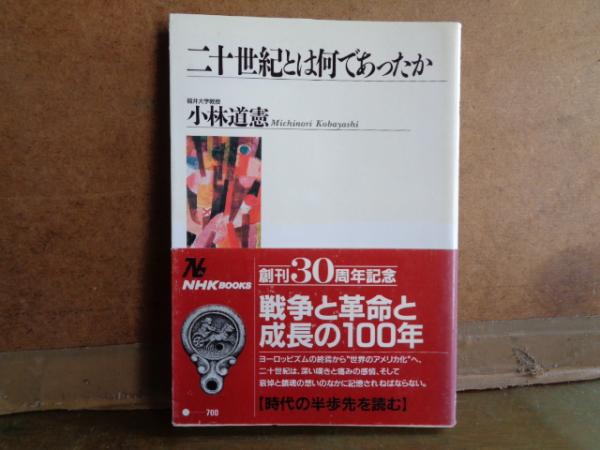 二十世紀とは何であったか
福井大学教授
小林道憲
Michinori Kobayashi
NHK BOOKS
創刊30周年記念
戦争と革命と
成長の100年
ヨーロッピズムの終焉から“世界のアメリカ化”へ、
二十世紀は、深い嘆きと痛みの感情、そして
哀悼と鎮魂の想いのなかに記憶されねばならない。
【時代の半歩先を読む】
700